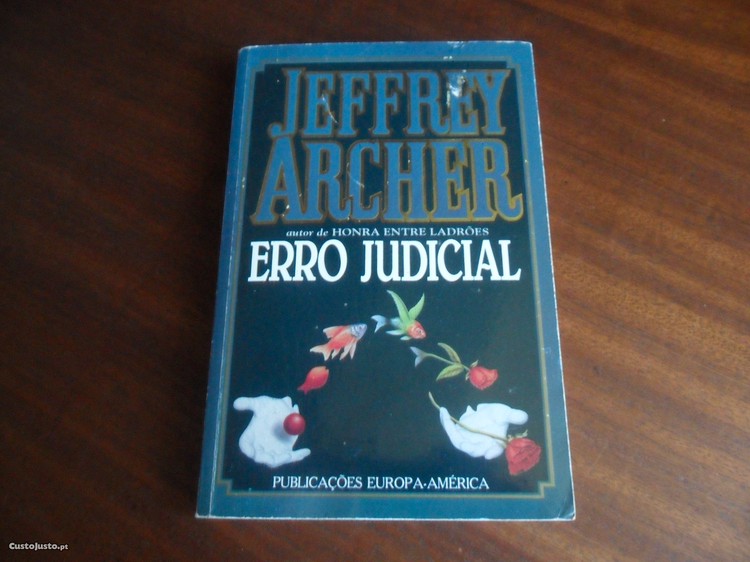 JEFFREY
ARCHER
autor de HONRA ENTRE LADRÕES
ERRO JUDICIAL
PUBLICAÇÕES EUROPA-AMÉRICA
CustoJusto.pt